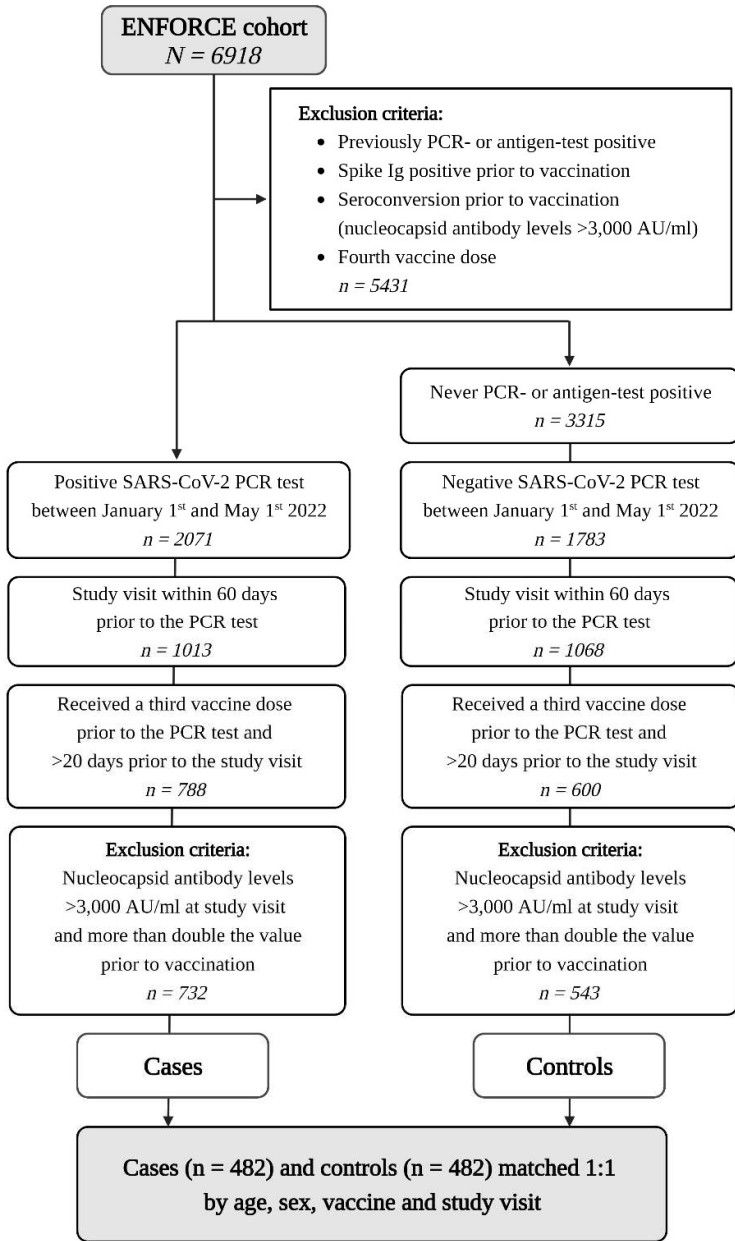 ENFORCE cohort
N = 6918
Exclusion criteria:
• Previously PCR- or antigen-test positive
• Spike Ig positive prior to vaccination
• Seroconversion prior to vaccination
(nucleocapsid antibody levels >3,000 AU/ml)
• Fourth vaccine dose
n = 5431
Never PCR- or antigen-test positive
n = 3315
Positive SARS-CoV-2 PCR test
between January 1st and May 1st 2022
n = 2071
Negative SARS-CoV-2 PCR test
between January 1st and May 1st 2022
n = 1783
Study visit within 60 days
prior to the PCR test
n = 1013
Study visit within 60 days
prior to the PCR test
n = 1068
Received a third vaccine dose
prior to the PCR test and
>20 days prior to the study visit
n = 788
Received a third vaccine dose
prior to the PCR test and
>20 days prior to the study visit
n = 600
Exclusion criteria:
Nucleocapsid antibody levels
>3,000 AU/ml at study visit
and more than double the value
prior to vaccination
n = 732
Exclusion criteria:
Nucleocapsid antibody levels
>3,000 AU/ml at study visit
and more than double the value
prior to vaccination
n = 543
Cases
Controls
Cases (n = 482) and controls (n = 482) matched 1:1
by age, sex, vaccine and study visit